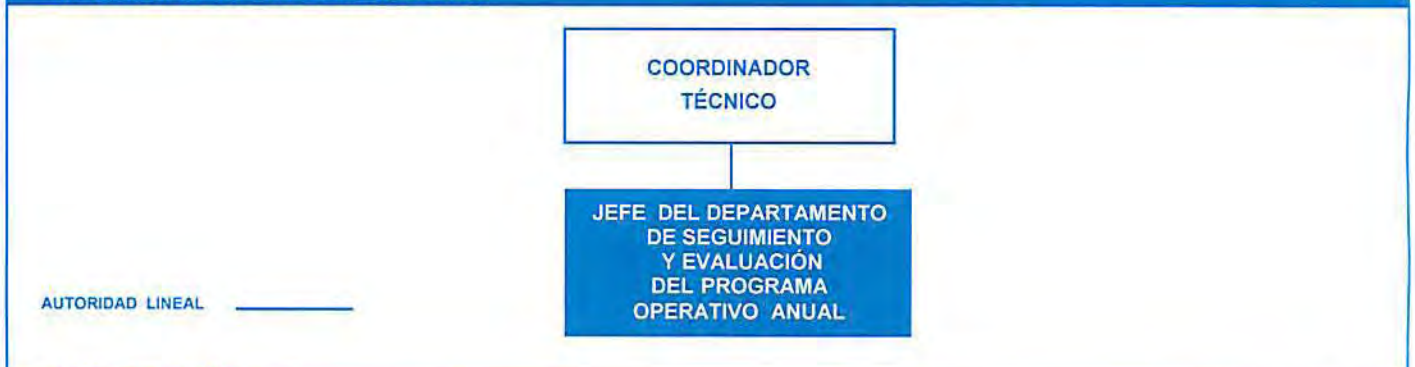 COORDINADOR
TÉCNICO
JEFE DEL DEPARTAMENTO
DE SEGUIMIENTO
Y EVALUACIÓN
DEL PROGRAMA
OPERATIVO ANUAL
AUTORIDAD LINEAL